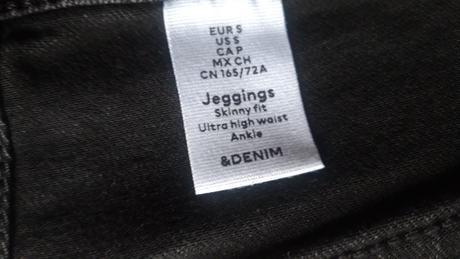 EUR S
US S
CA P
MX CH
CN 165/72A
Jeggings
Skinny fit
Ultra high waist
Ankle
&DENIM